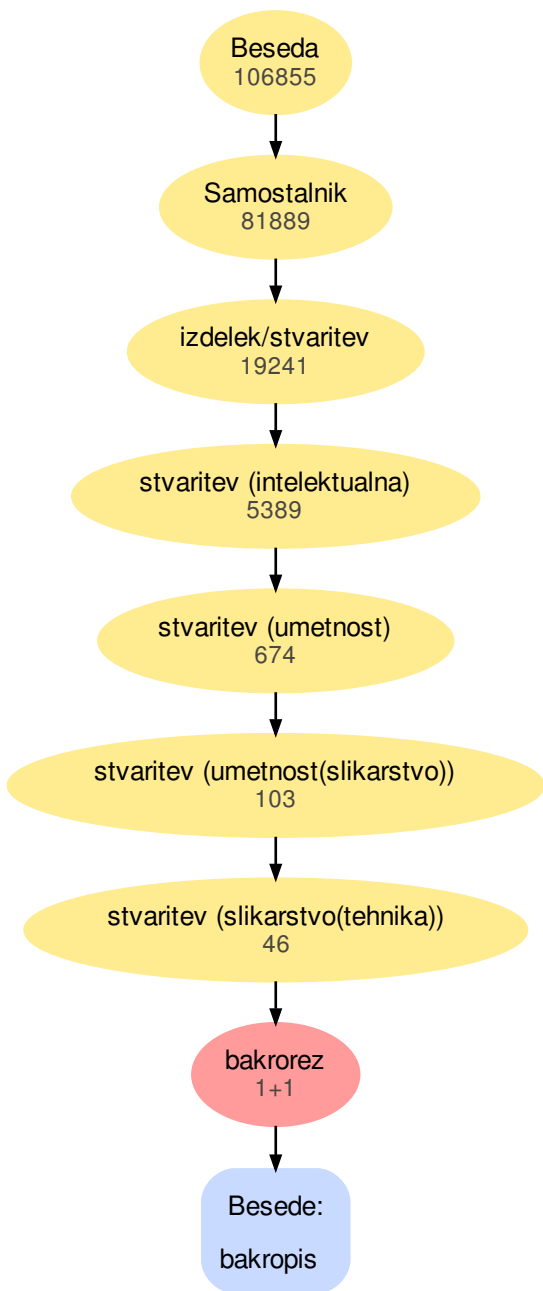 Beseda
106855
Samostalnik
81889
izdelek/stvaritev
19241
stvaritev (intelektualna)
5389
stvaritev (umetnost)
674
stvaritev (umetnost(slikarstvo))
103
stvaritev (slikarstvo(tehnika))
46
bakrorez
1+1
Besede:
bakropis